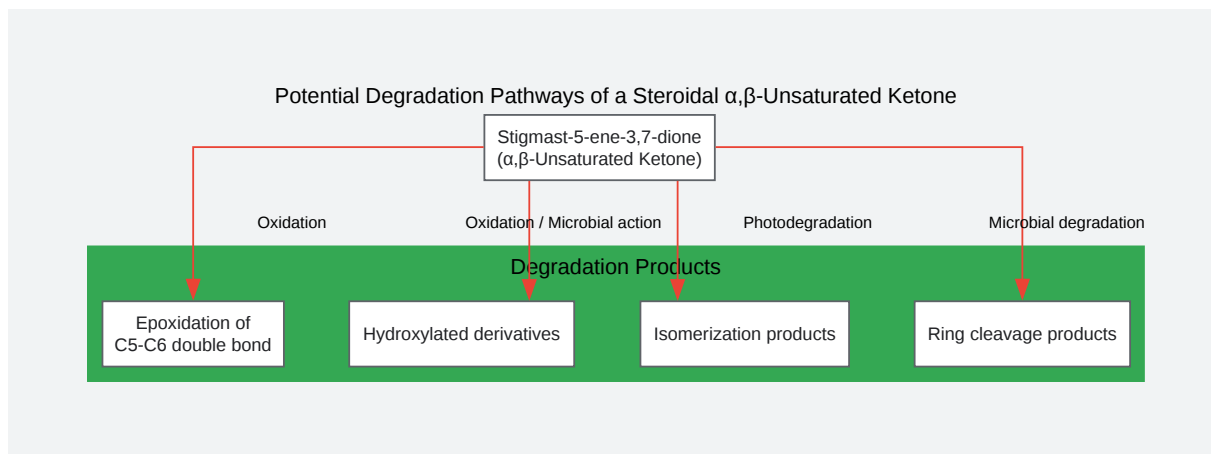 Potential Degradation Pathways of a Steroidal α,β-Unsaturated Ketone
Stigmast-5-ene-3,7-dione
(α,β-Unsaturated Ketone)
Oxidation
Oxidation / Microbial action
Photodegradation
Microbial degradation
Degradation Products
Epoxidation of
C5-C6 double bond
Hydroxylated derivatives
Isomerization products
Ring cleavage products